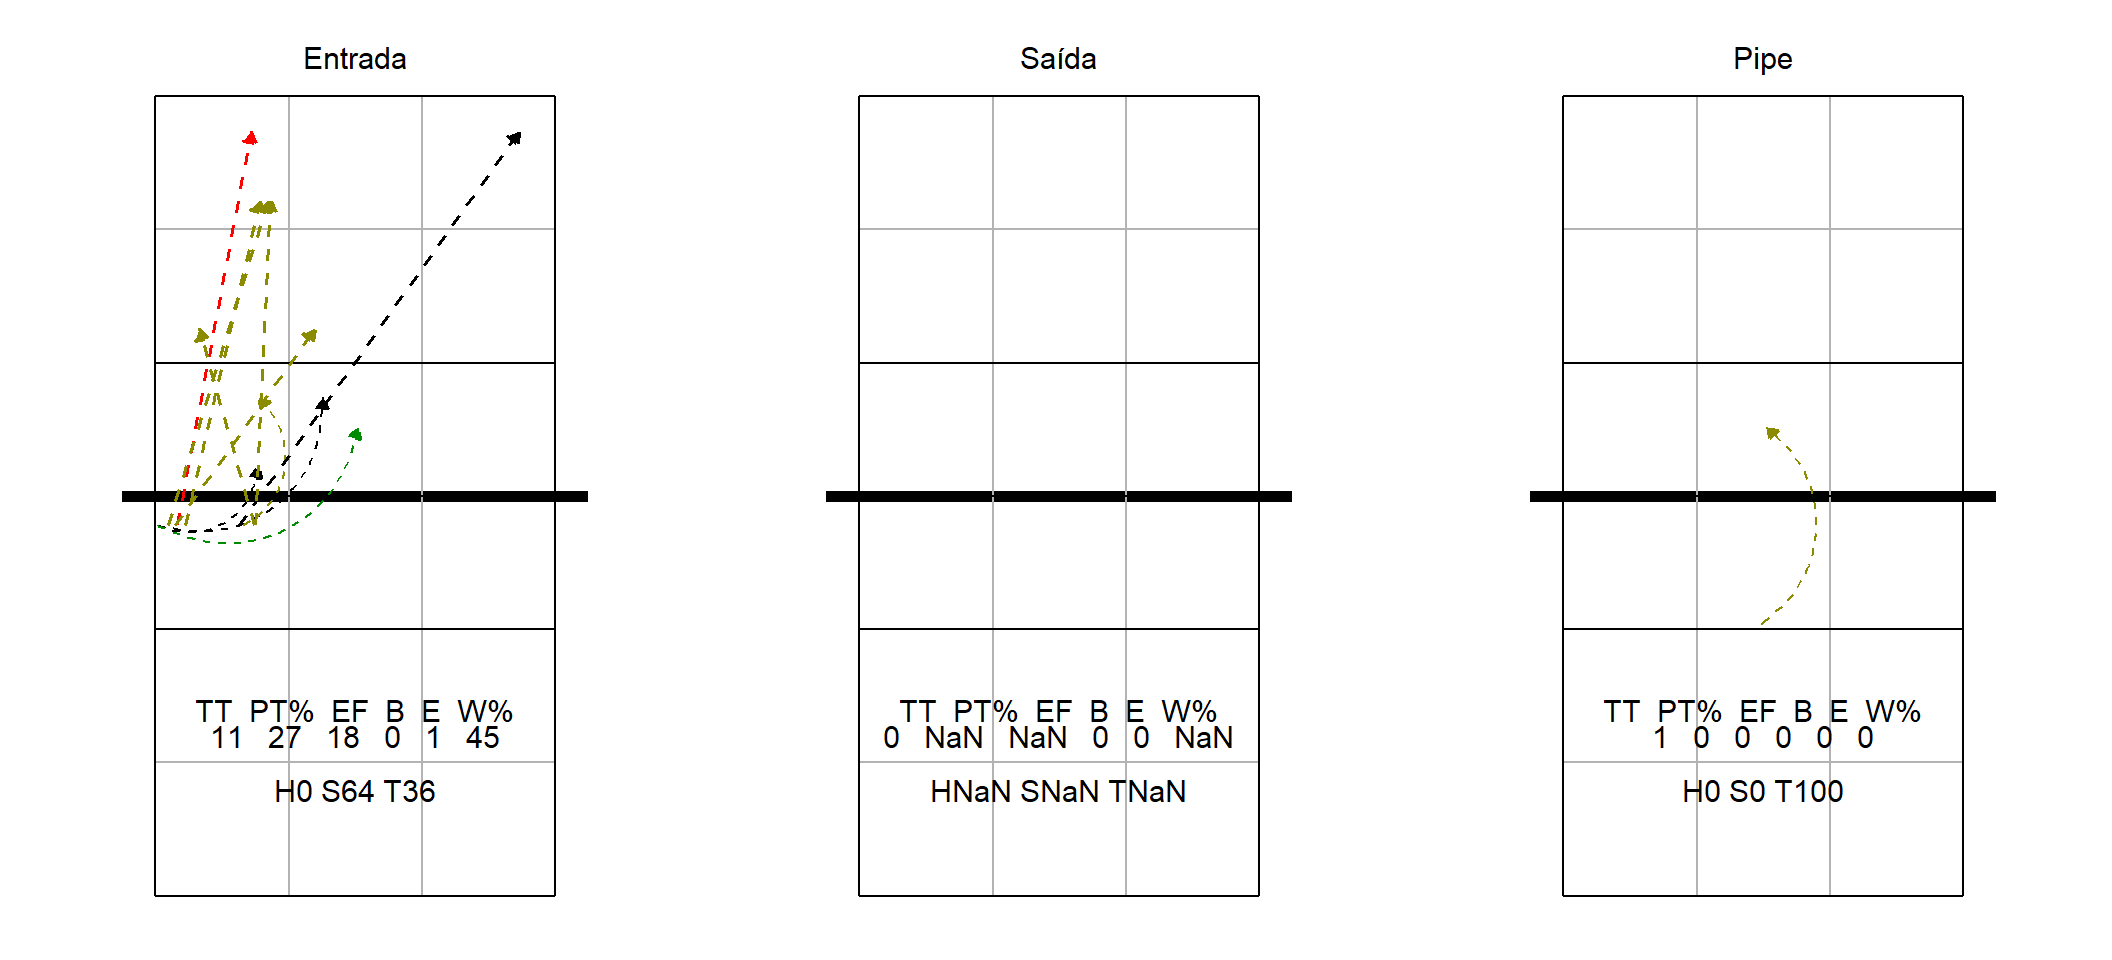 Entrada
TT PT% EF B E W%
11 27 18 0 1 45
H0 S64 T36
Saída
TT PT% EF B E W%
0 NaN NaN 0 0 NaN
HNaN SNaN TNaN
Pipe
TT PT% EF B E W%
1 0 0 0 0 0
H0 S0 T100